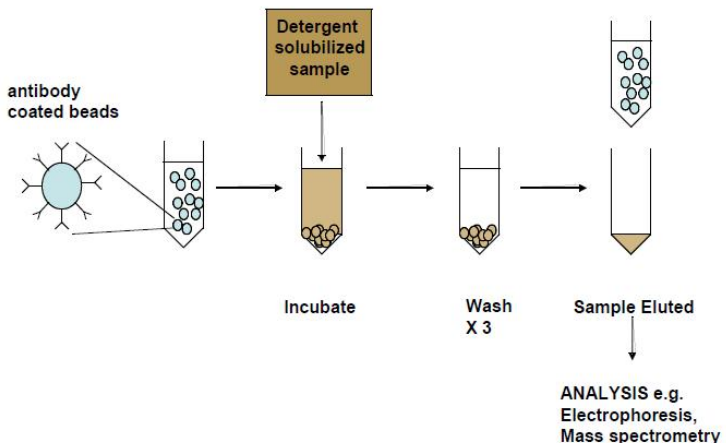 Detergent
solubilized
sample
antibody
coated beads
Incubate
Wash
X 3
Sample Eluted
ANALYSIS e.g.
Electrophoresis,
Mass spectrometry